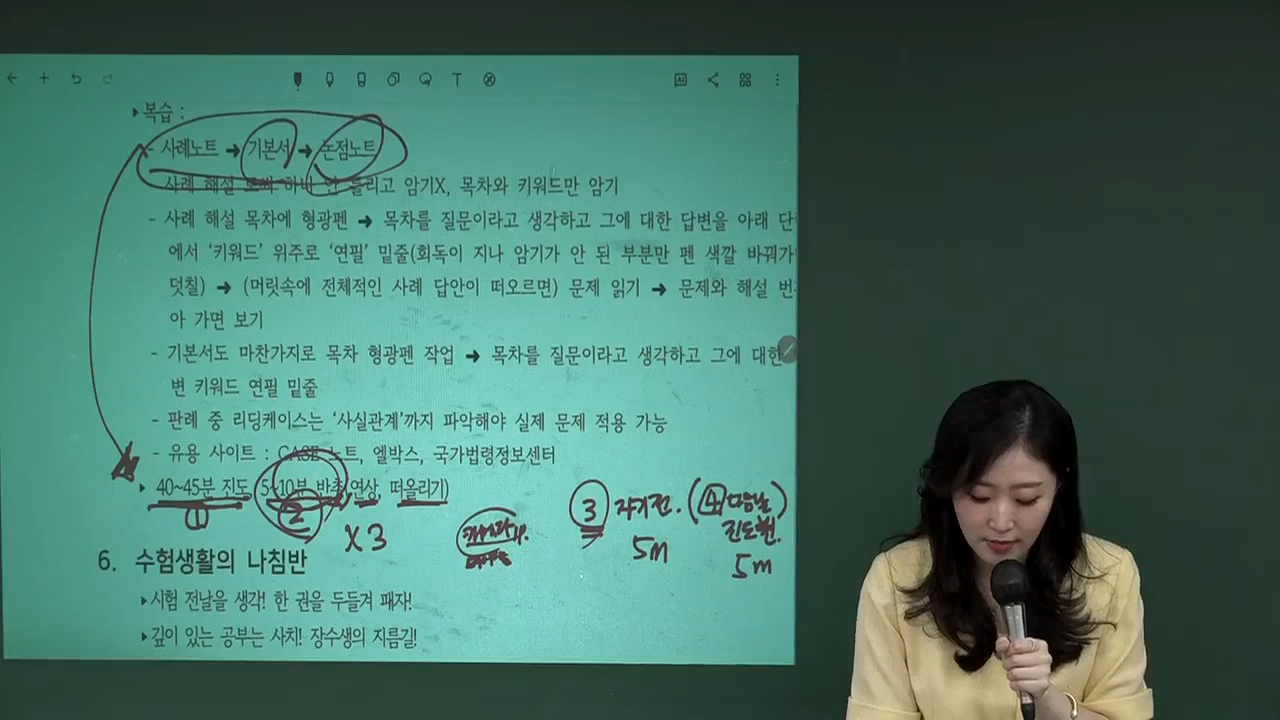 ▸복습 :
- 사례노트 ➜ 기본서 ➜ 논점노트
- 사례 해설 하나 안 틀리고 암기X, 목차와 키워드만 암기
- 사례 해설 목차에 형광펜 ➜ 목차를 질문이라고 생각하고 그에 대한 답변을 아래 단
에서 ‘키워드’ 위주로 ‘연필’ 밑줄(회독이 지나 암기가 안 된 부분만 펜 색깔 바꿔가
덧칠) ➜ (머릿속에 전체적인 사례 답안이 떠오르면) 문제 읽기 ➜ 문제와 해설 번
아 가면 보기
- 기본서도 마찬가지로 목차 형광펜 작업 ➜ 목차를 질문이라고 생각하고 그에 대한
변 키워드 연필 밑줄
- 판례 중 리딩케이스는 ‘사실관계’까지 파악해야 실제 문제 적용 가능
- 유용 사이트 : CASE 노트, 엘박스, 국가법령정보센터
▸ 40~45분 지도, 5~10분 반추(연상, 떠올리기)
① ② X3
③ 자기전. (④ 다음날
진도 전.)
5m 5m
6. 수험생활의 나침반
▸시험 전날을 생각! 한 권을 두들겨 패자!
▸깊이 있는 공부는 사치! 장수생의 지름길!